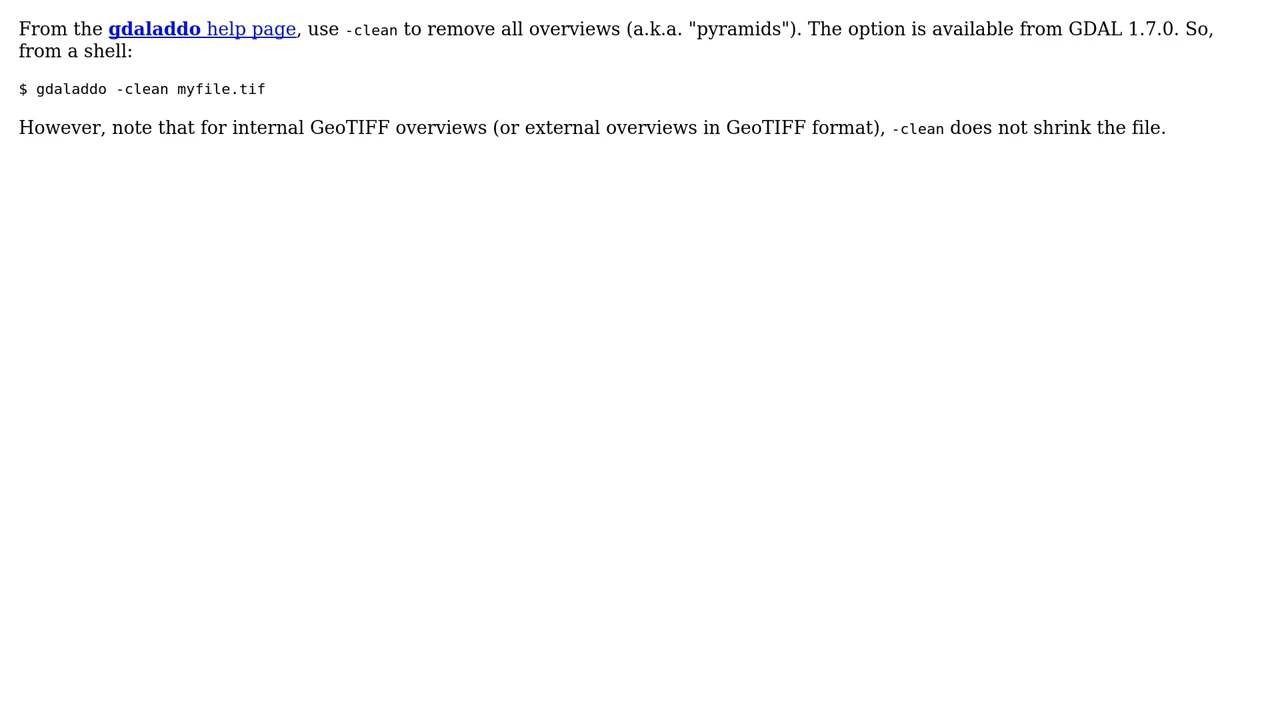 From the gdaladdo help page, use -clean to remove all overviews (a.k.a. "pyramids"). The option is available from GDAL 1.7.0. So,
from a shell:
$ gdaladdo -clean myfile.tif
However, note that for internal GeoTIFF overviews (or external overviews in GeoTIFF format), -clean does not shrink the file.